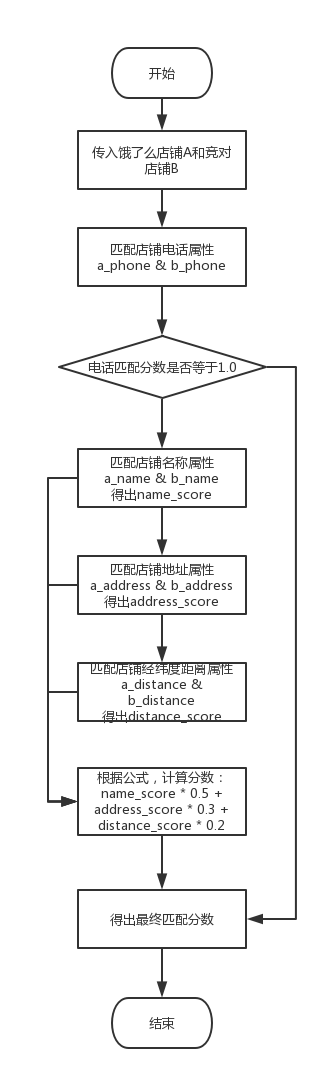 开始
传入饿了么店铺A和竞对
店铺B
匹配店铺电话属性
a_phone & b_phone
电话匹配分数是否等于1.0
匹配店铺名称属性
a_name & b_name
得出name_score
匹配店铺地址属性
a_address & b_address
得出address_score
匹配店铺经纬度距离属性
a_distance &
b_distance
得出distance_score
根据公式，计算分数：
name_score * 0.5 +
address_score * 0.3 +
distance_score * 0.2
得出最终匹配分数
结束